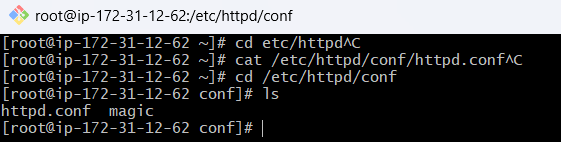 root@ip-172-31-12-62:/etc/httpd/conf
[root@ip-172-31-12-62 ~]# cd etc/httpd^C
[root@ip-172-31-12-62 ~]# cat /etc/httpd/conf/httpd.conf^C
[root@ip-172-31-12-62 ~]# cd /etc/httpd/conf
[root@ip-172-31-12-62 conf]# ls
httpd.conf  magic
[root@ip-172-31-12-62 conf]#